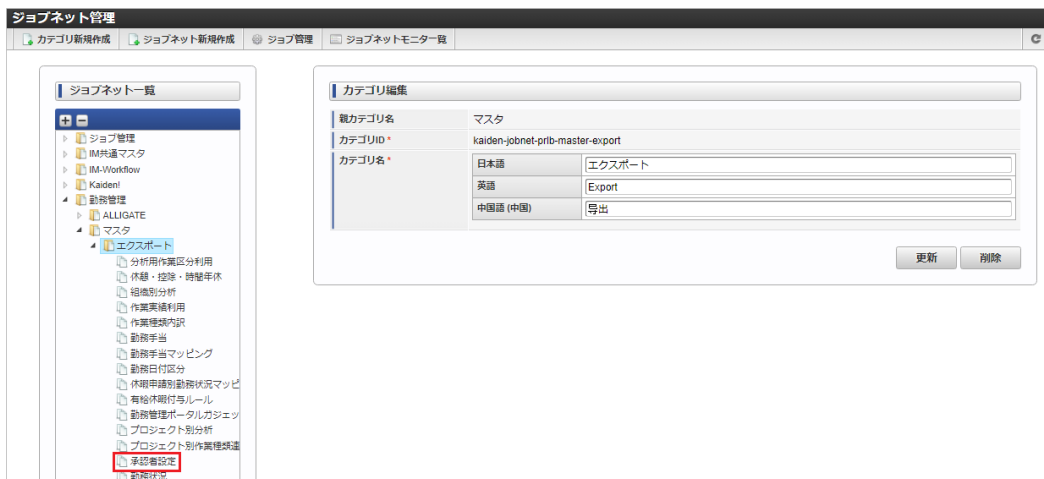 ジョブネット管理
カテゴリ新規作成 ジョブネット新規作成 ジョブ管理 ジョブネットモニター覧
ジョブネット一覧
ジョブ管理
IM共通マスタ
IM-Workflow
Kaiden!
勤務管理
ALLIGATE
マスタ
エクスポート
分析用作業区分利用
休憩・控除・時間年休
組織別分析
作業実績利用
作業種類内訳
勤務手当
勤務手当マッピング
勤務日付区分
休暇申請別勤務状況マッピ
有給休暇付与ルール
勤務管理ポータルガジェッ
プロジェクト別分析
プロジェクト別作業種類連
承認者設定
勤務状況
カテゴリ編集
親カテゴリ名 マスタ
カテゴリID * kaiden-jobnet-prlb-master-export
カテゴリ名 * 日本語 エクスポート
英語 Export
中国語 (中国) 导出
更新 削除